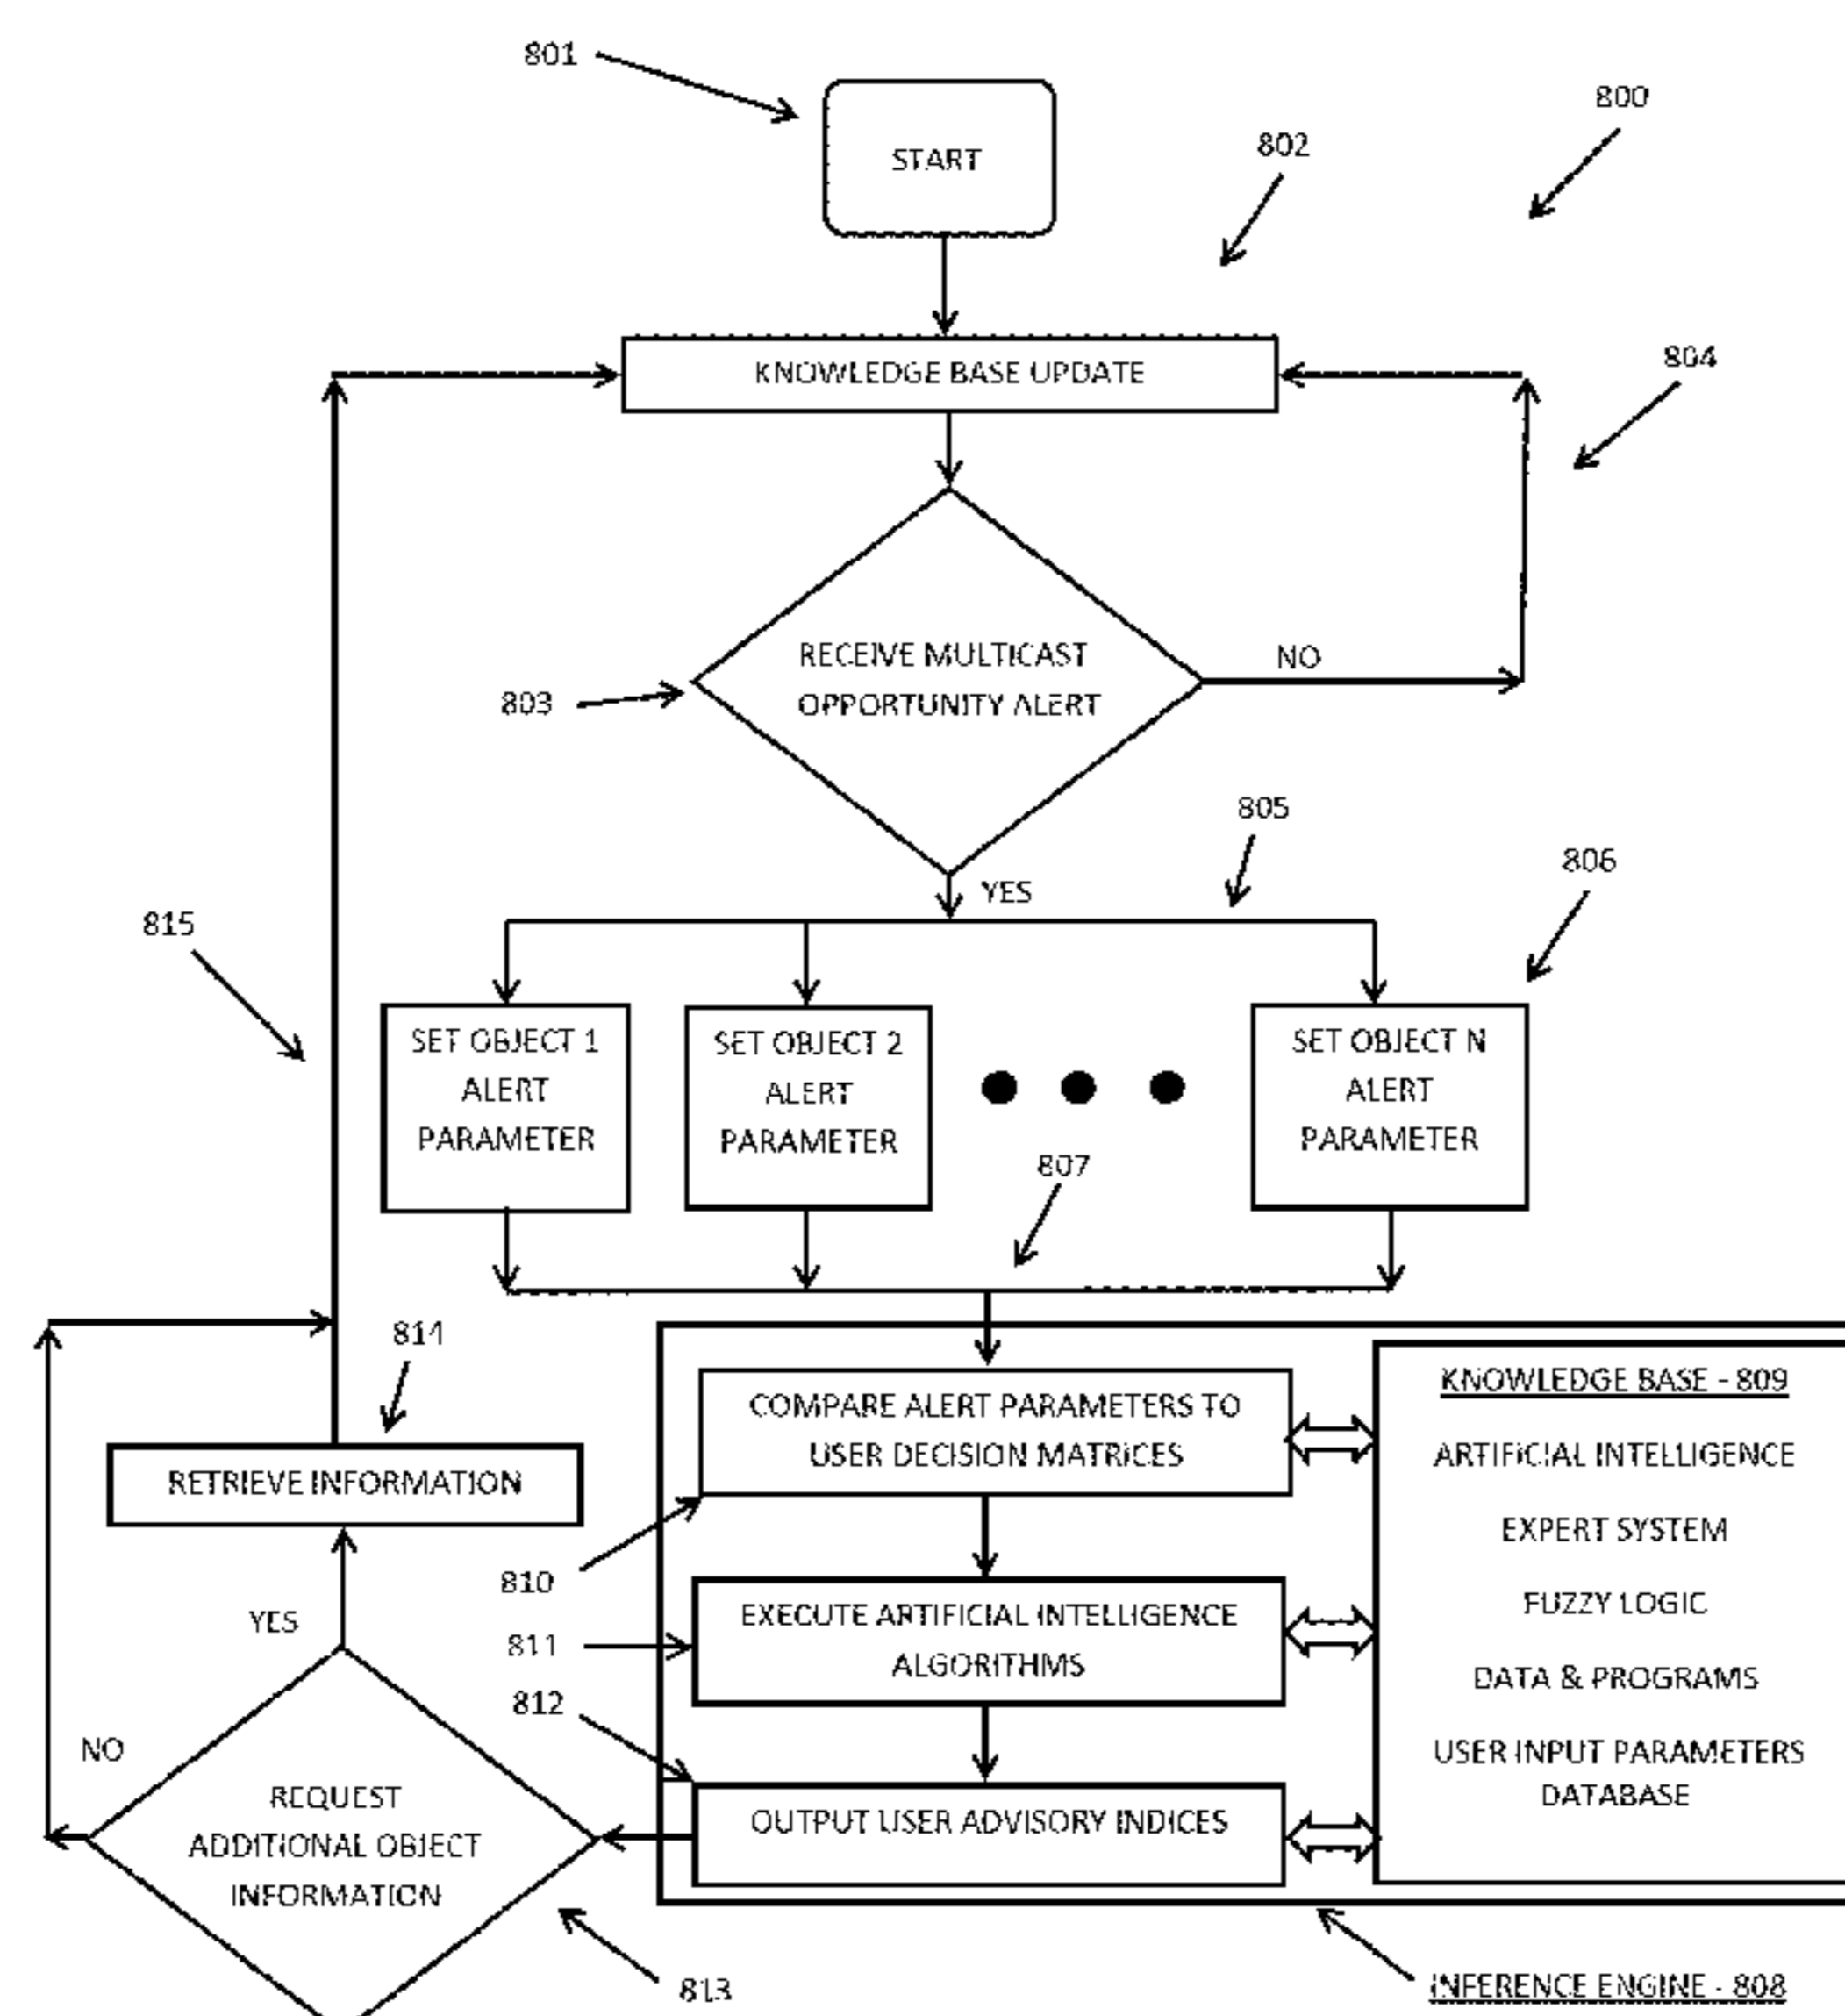 801
800
802
START
KNOWLEDGE BASE UPDATE
804
RECEIVE MULTICAST
OPPORTUNITY ALERT
NO
803
805
YES
806
815
SET OBJECT 1
ALERT
PARAMETER
SET OBJECT 2
ALERT
PARAMETER
SET OBJECT N
ALERT
PARAMETER
807
814
COMPARE ALERT PARAMETERS TO
USER DECISION MATRICES
KNOWLEDGE BASE - 809
ARTIFICIAL INTELLIGENCE
EXPERT SYSTEM
FUZZY LOGIC
DATA & PROGRAMS
USER INPUT PARAMETERS
DATABASE
RETRIEVE INFORMATION
810
EXECUTE ARTIFICIAL INTELLIGENCE
ALGORITHMS
811
YES
812
NO
OUTPUT USER ADVISORY INDICES
REQUEST
ADDITIONAL OBJECT
INFORMATION
813
INFERENCE ENGINE - 808